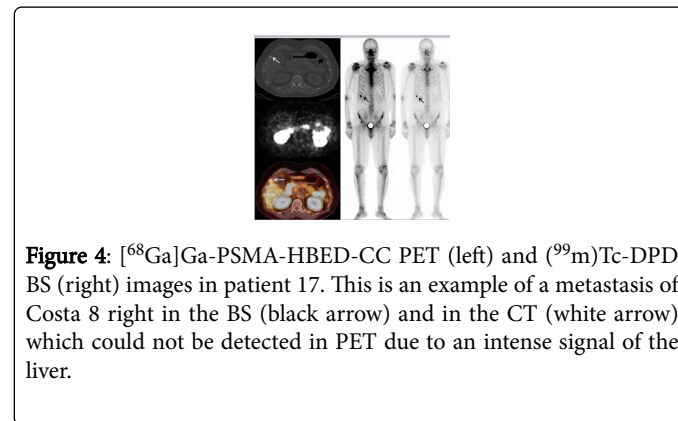 Figure 4: [⁶⁸Ga]Ga-PSMA-HBED-CC PET (left) and (⁹⁹m)Tc-DPD
BS (right) images in patient 17. This is an example of a metastasis of
Costa 8 right in the BS (black arrow) and in the CT (white arrow)
which could not be detected in PET due to an intense signal of the
liver.